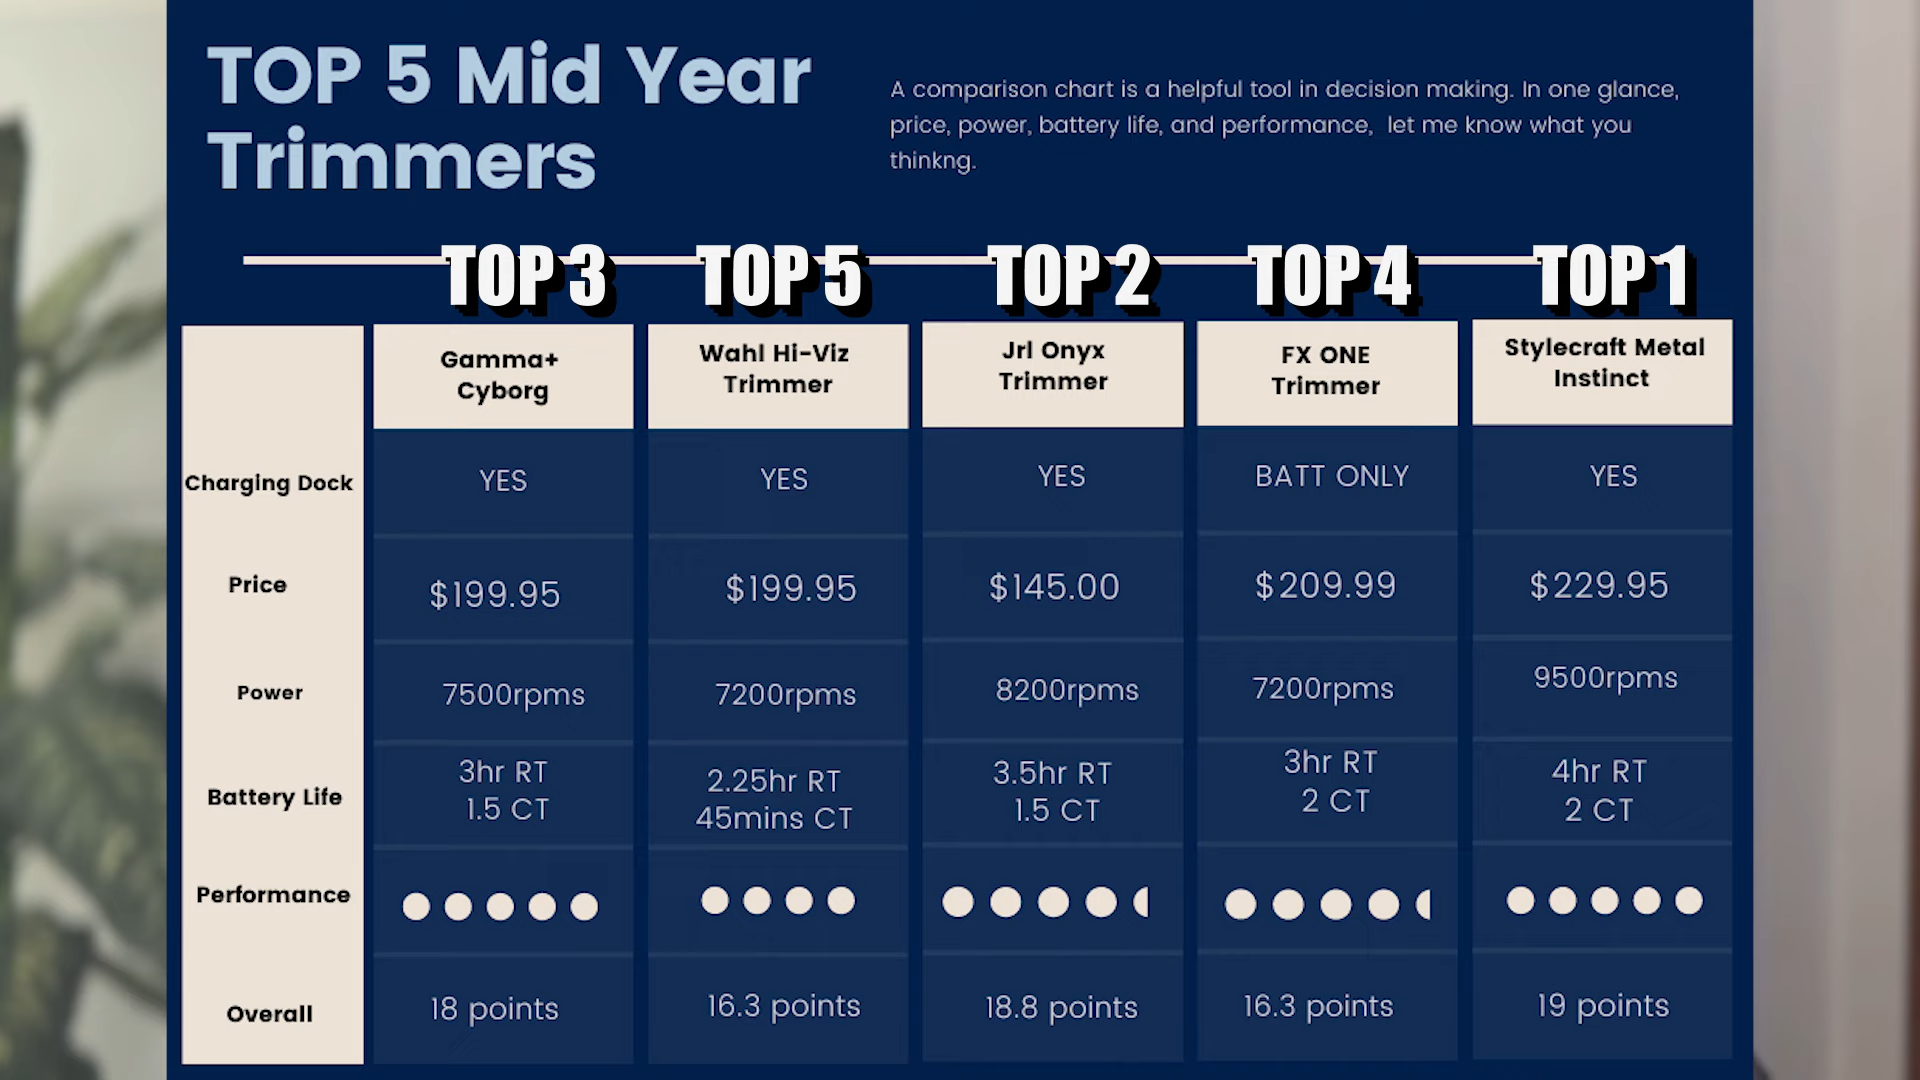 TOP 5 Mid Year
Trimmers
A comparison chart is a helpful tool in decision making. In one glance,
price, power, battery life, and performance,  let me know what you
thinkng.
TOP 3 TOP 5 TOP 2 TOP 4 TOP 1
Gamma+
Cyborg
Wahl Hi-Viz
Trimmer
Jrl Onyx
Trimmer
FX ONE
Trimmer
Stylecraft Metal
Instinct
Charging Dock YES YES YES BATT ONLY YES
Price $199.95 $199.95 $145.00 $209.99 $229.95
Power 7500rpms 7200rpms 8200rpms 7200rpms 9500rpms
Battery Life
3hr RT
1.5 CT
2.25hr RT
45mins CT
3.5hr RT
1.5 CT
3hr RT
2 CT
4hr RT
2 CT
Performance
Overall 18 points 16.3 points 18.8 points 16.3 points 19 points